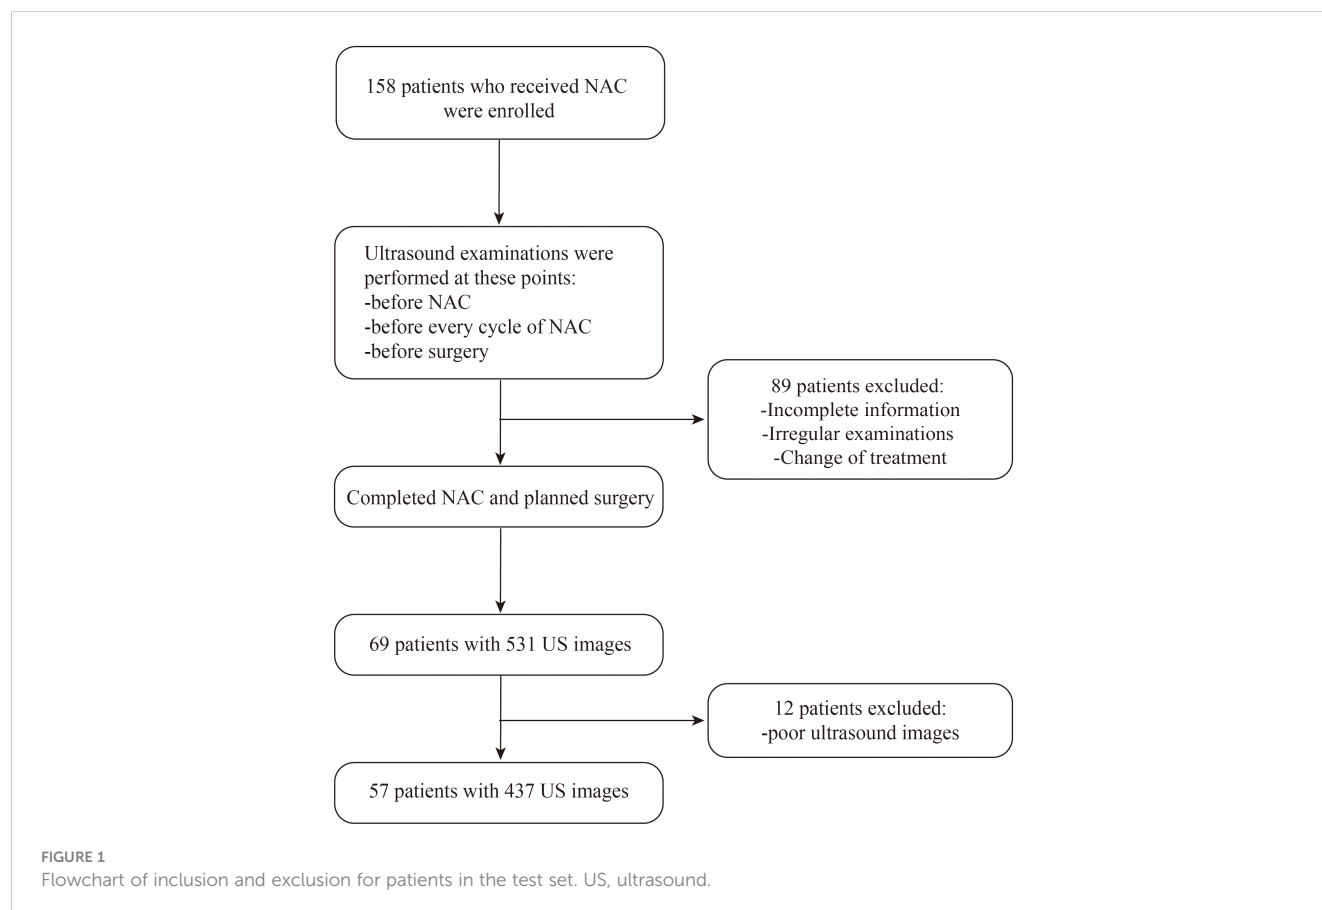 158 patients who received NAC
were enrolled
Ultrasound examinations were
performed at these points:
-before NAC
-before every cycle of NAC
-before surgery
89 patients excluded:
-Incomplete information
-Irregular examinations
-Change of treatment
Completed NAC and planned surgery
69 patients with 531 US images
12 patients excluded:
-poor ultrasound images
57 patients with 437 US images
FIGURE 1
Flowchart of inclusion and exclusion for patients in the test set. US, ultrasound.